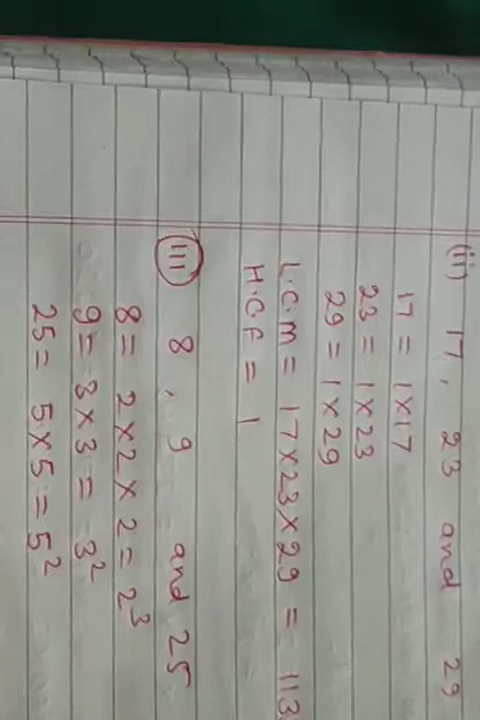 (ii) 17, 23 and 29
17 = 1×17
23 = 1×23
29 = 1×29
L.C.M = 17×23×29 = 113
H.C.F = 1
(iii) 8, 9 and 25
8 = 2×2×2 = 2³
9 = 3×3 = 3²
25 = 5×5 = 5²